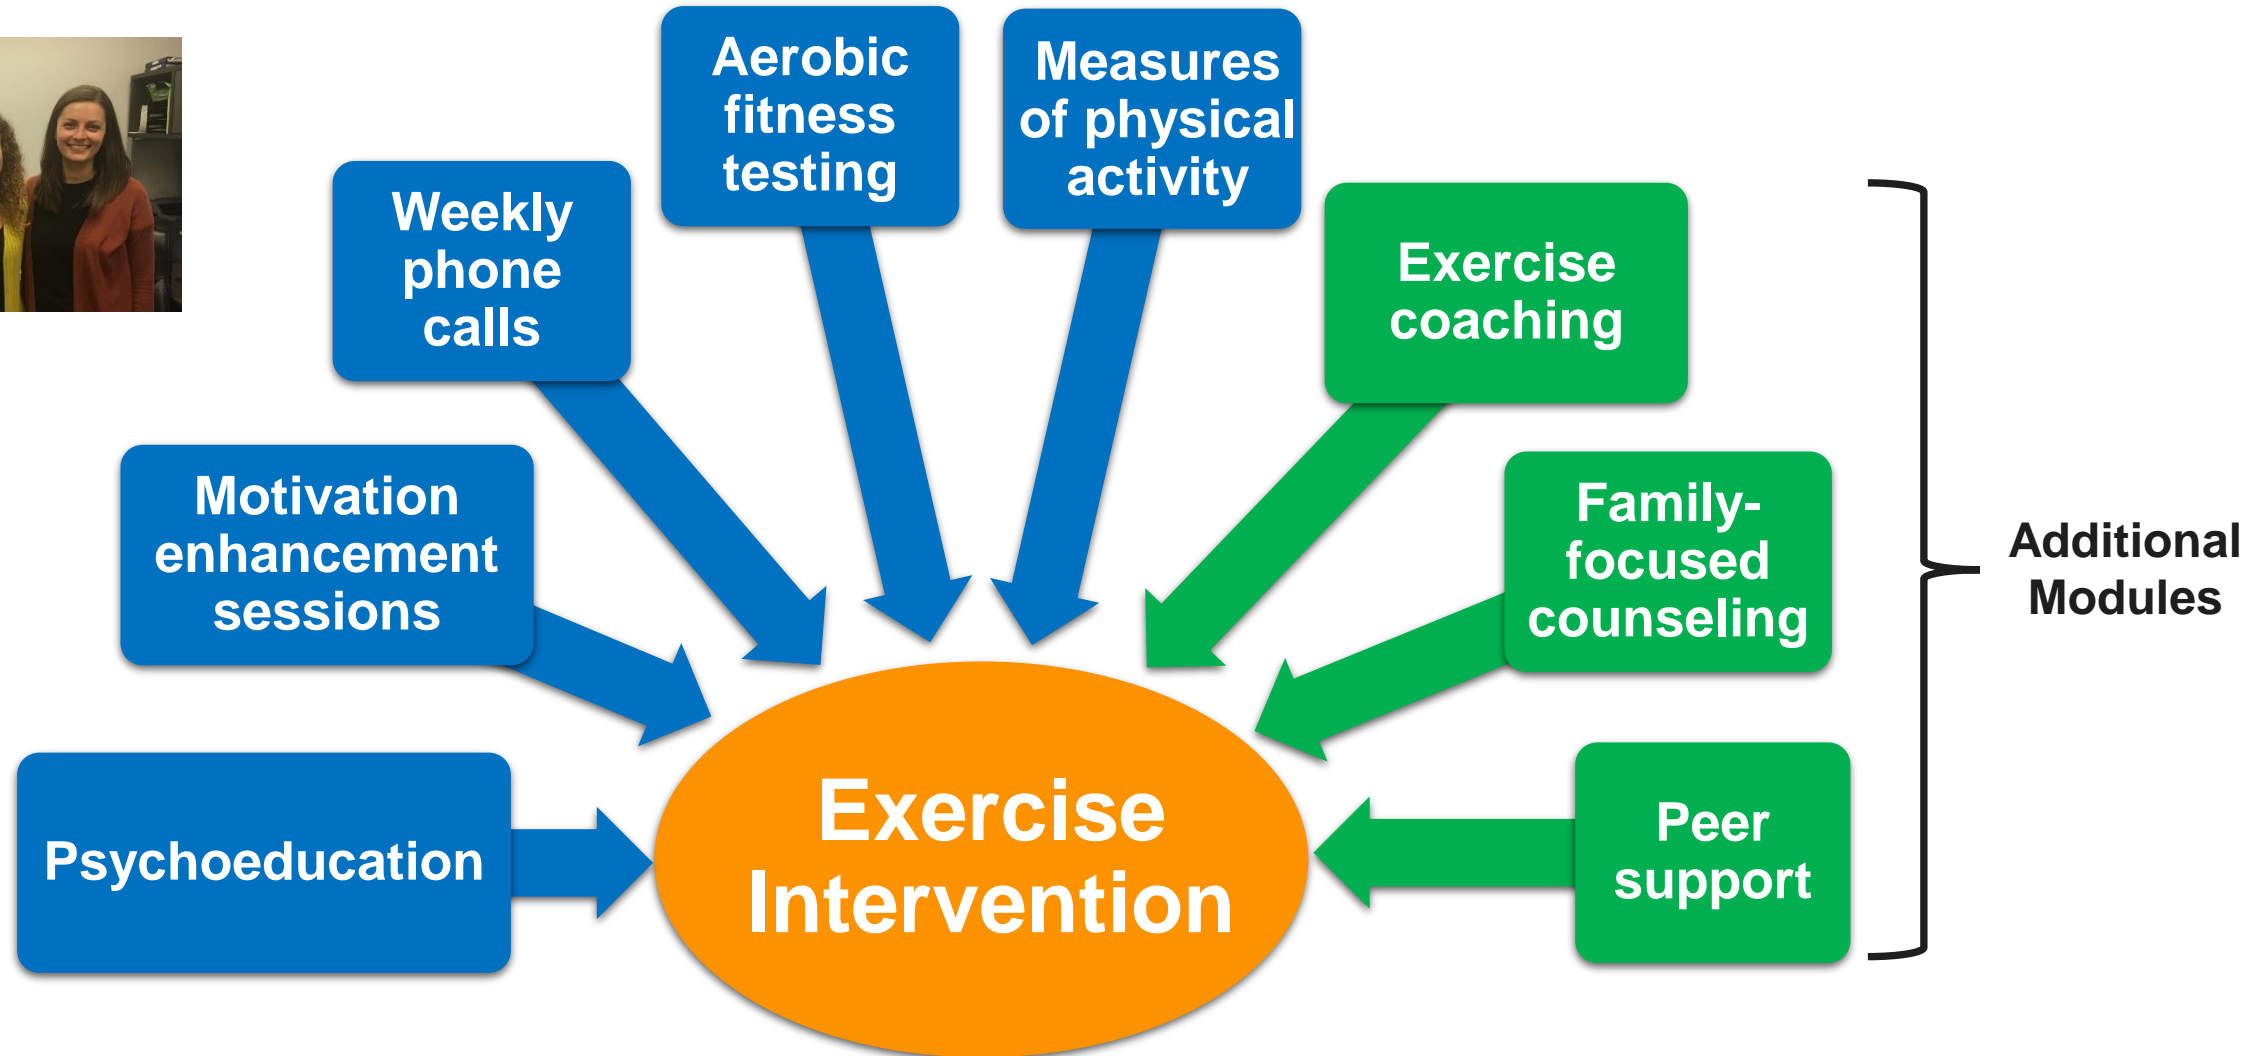 Aerobic
fitness
testing
Measures
of physical
activity
Weekly
phone
calls
Exercise
coaching
Motivation
enhancement
sessions
Family-
focused
counseling
Additional
Modules
Psychoeducation
Exercise
Intervention
Peer
support